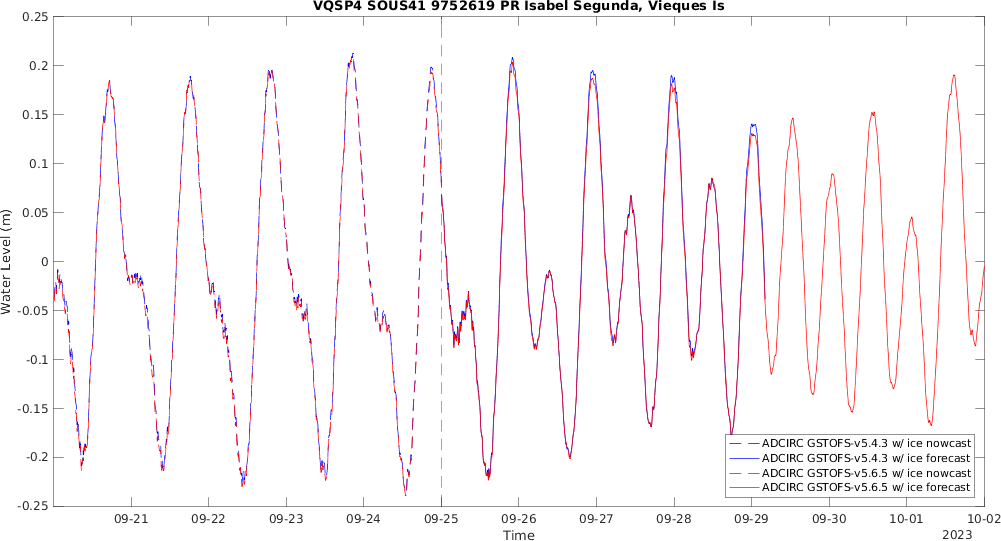 VQSP4 SOUS41 9752619 PR Isabel Segunda, Vieques Is
0.25
0.2
0.15
0.1
0.05
0
-0.05
-0.1
-0.15
-0.2
-0.25
Water Level (m)
ADCIRC GSTOFS-v5.4.3 w/ ice nowcast
ADCIRC GSTOFS-v5.4.3 w/ ice forecast
ADCIRC GSTOFS-v5.6.5 w/ ice nowcast
ADCIRC GSTOFS-v5.6.5 w/ ice forecast
09-21 09-22 09-23 09-24 09-25 09-26 09-27 09-28 09-29 09-30 10-01 10-02
Time
2023